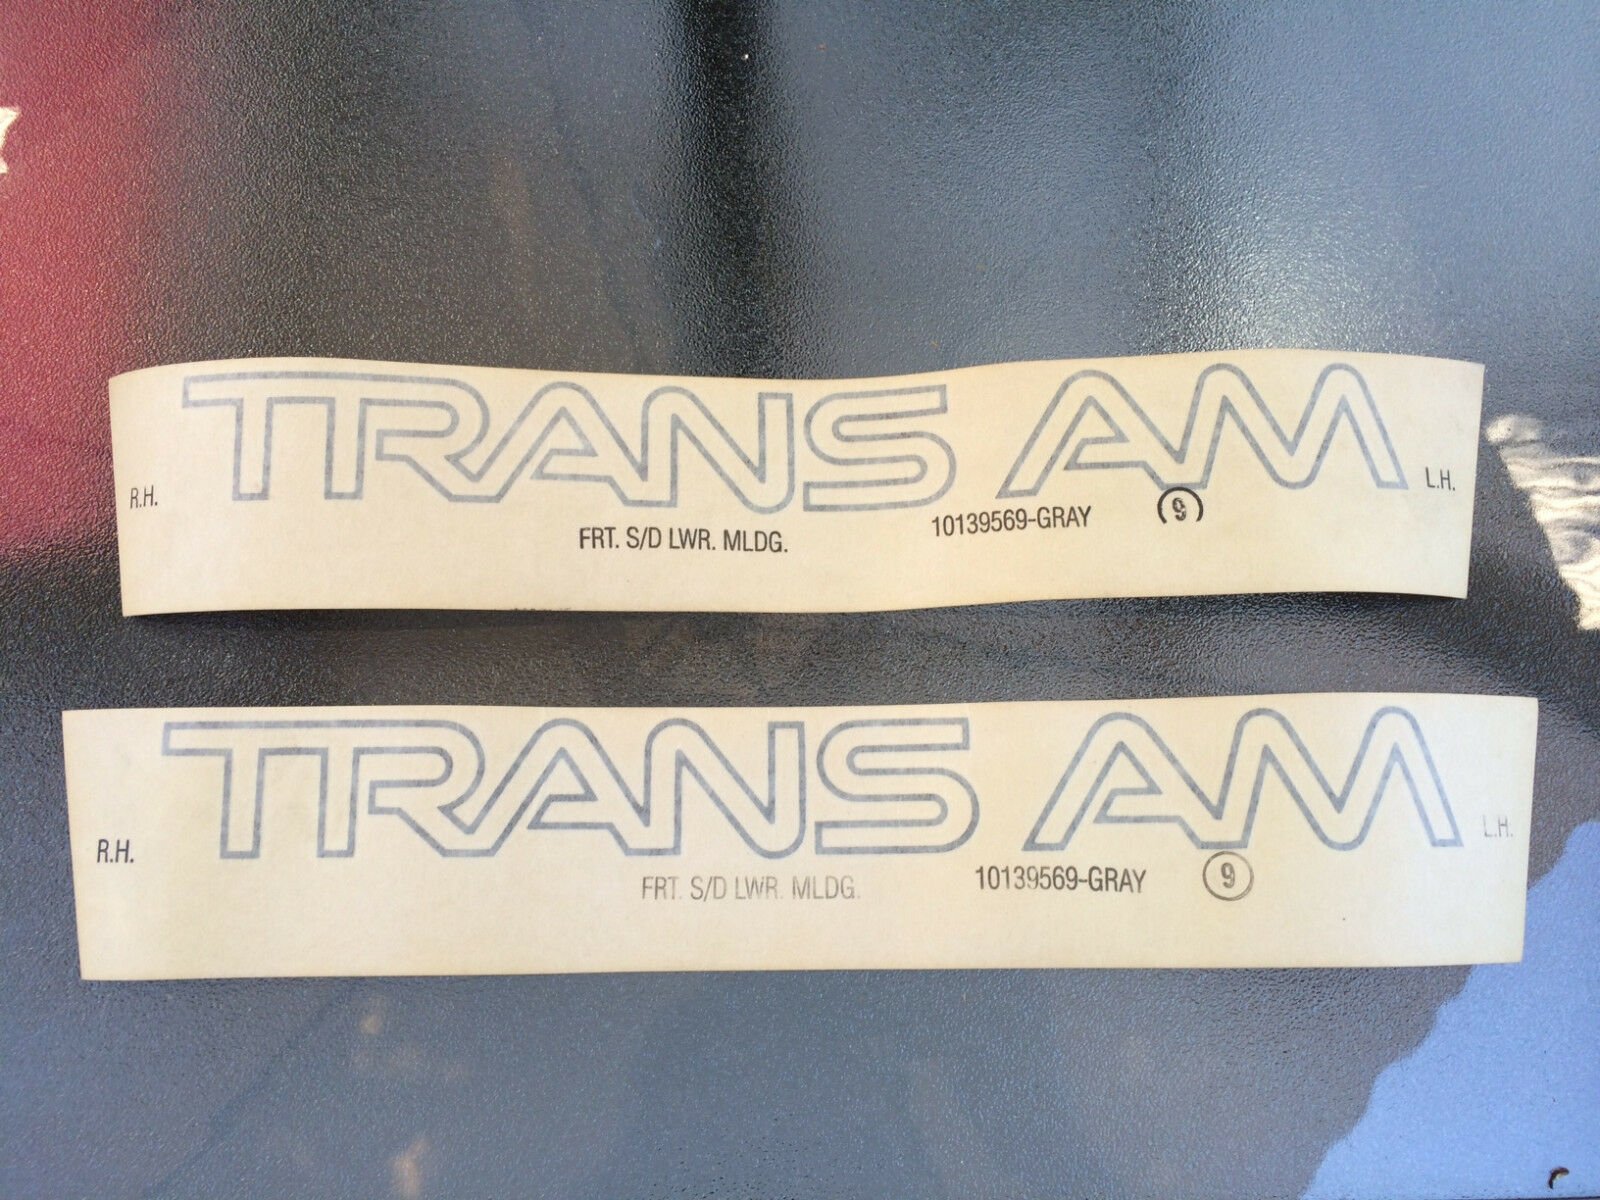 TRANS AM
R.H.
L.H.
FRT. S/D LWR. MLDG.
10139569-GRAY
9
TRANS AM
R.H.
L.H.
FRT. S/D LWR. MLDG.
10139569-GRAY
9